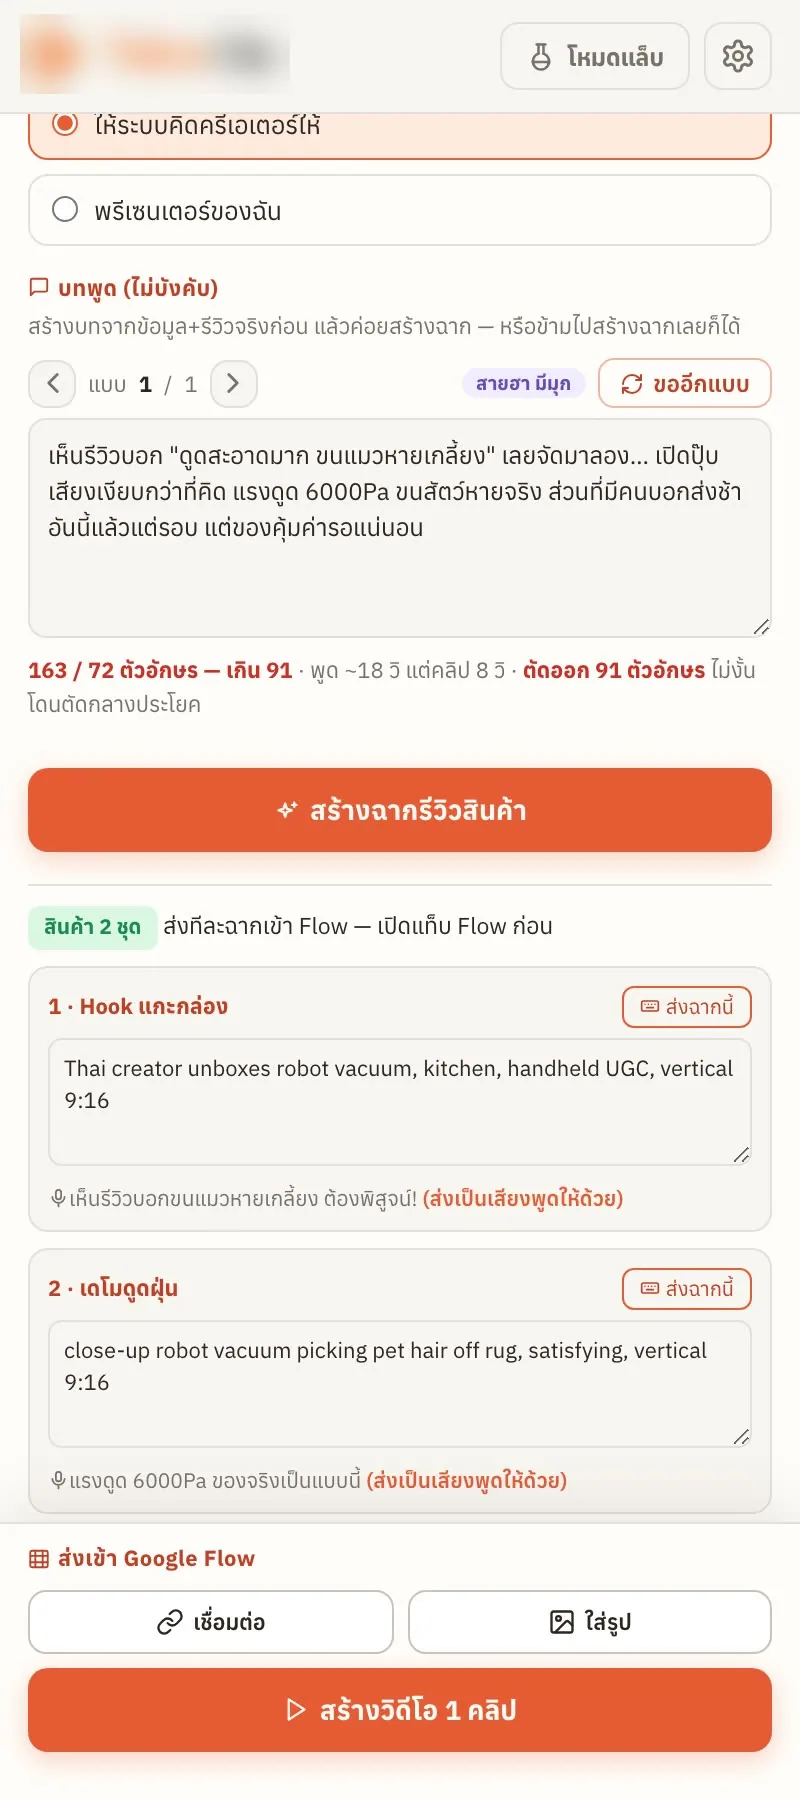 โหมดแล็บ
ให้ระบบคิดครีเอเตอร์ให้
พรีเซนเตอร์ของฉัน
บทพูด (ไม่บังคับ)
สร้างบทจากข้อมูล+รีวิวจริงก่อน แล้วค่อยสร้างฉาก — หรือข้ามไปสร้างฉากเลยก็ได้
แบบ 1 / 1
สายฮา มีมุก
ขออีกแบบ
เห็นรีวิวบอก "ดูดสะอาดมาก ขนแมวหายเกลี้ยง" เลยจัดมาลอง... เปิดปุ๊บ
เสียงเงียบกว่าที่คิด แรงดูด 6000Pa ขนสัตว์หายจริง ส่วนที่มีคนบอกส่งช้า
อันนี้แล้วแต่รอบ แต่ของคุ้มค่ารอแน่นอน
163 / 72 ตัวอักษร — เกิน 91 · พูด ~18 วิ แต่คลิป 8 วิ · ตัดออก 91 ตัวอักษร ไม่งั้น
โดนตัดกลางประโยค
สร้างฉากรีวิวสินค้า
สินค้า 2 ชุด ส่งทีละฉากเข้า Flow — เปิดแท็บ Flow ก่อน
1 · Hook แกะกล่อง
ส่งฉากนี้
Thai creator unboxes robot vacuum, kitchen, handheld UGC, vertical
9:16
เห็นรีวิวบอกขนแมวหายเกลี้ยง ต้องพิสูจน์! (ส่งเป็นเสียงพูดให้ด้วย)
2 · เดโมดูดฝุ่น
ส่งฉากนี้
close-up robot vacuum picking pet hair off rug, satisfying, vertical
9:16
แรงดูด 6000Pa ของจริงเป็นแบบนี้ (ส่งเป็นเสียงพูดให้ด้วย)
ส่งเข้า Google Flow
เชื่อมต่อ
ใส่รูป
สร้างวิดีโอ 1 คลิป